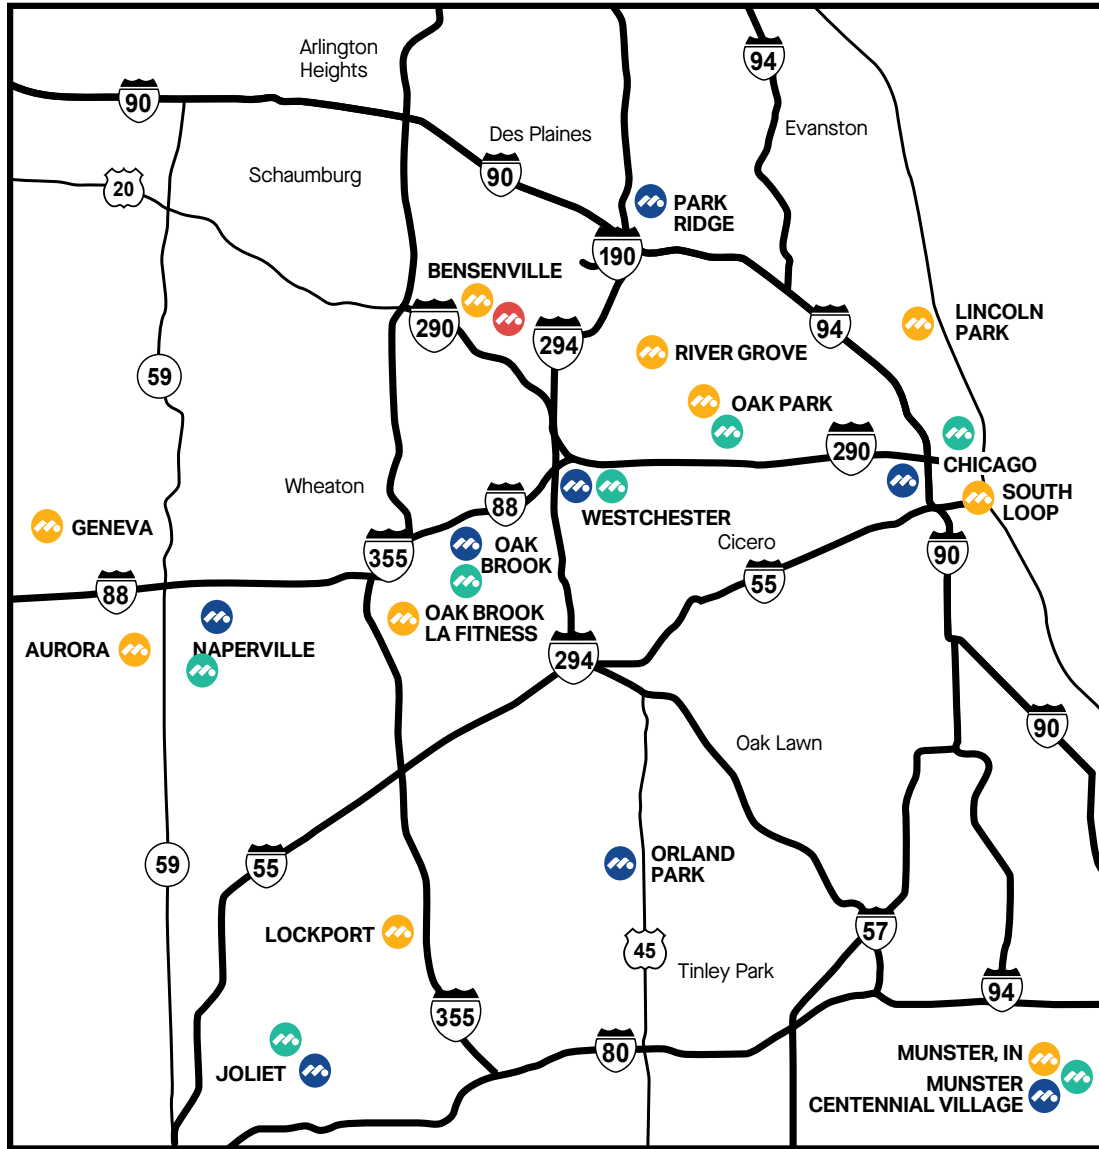 Arlington
Heights
94
90
Des Plaines
Evanston
Schaumburg
90
20
PARK
RIDGE
190
BENSENVILLE
LINCOLN
PARK
290
94
294
RIVER GROVE
59
OAK PARK
290
CHICAGO
Wheaton
SOUTH
LOOP
88
WESTCHESTER
GENEVA
Cicero
355
OAK
BROOK
90
88
55
OAK BROOK
LA FITNESS
AURORA
NAPERVILLE
294
90
Oak Lawn
59
55
ORLAND
PARK
LOCKPORT
57
45
Tinley Park
94
355
80
MUNSTER, IN
JOLIET
MUNSTER
CENTENNIAL VILLAGE